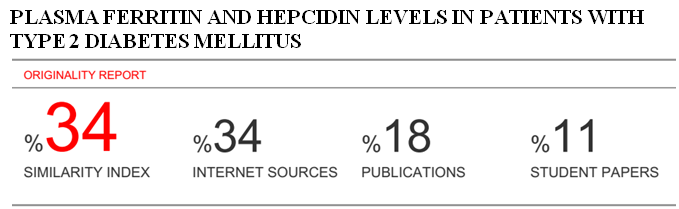 PLASMA FERRITIN AND HEPCIDIN LEVELS IN PATIENTS WITH
TYPE 2 DIABETES MELLITUS
ORIGINALITY REPORT
%34 %34 %18 %11
SIMILARITY INDEX INTERNET SOURCES PUBLICATIONS STUDENT PAPERS